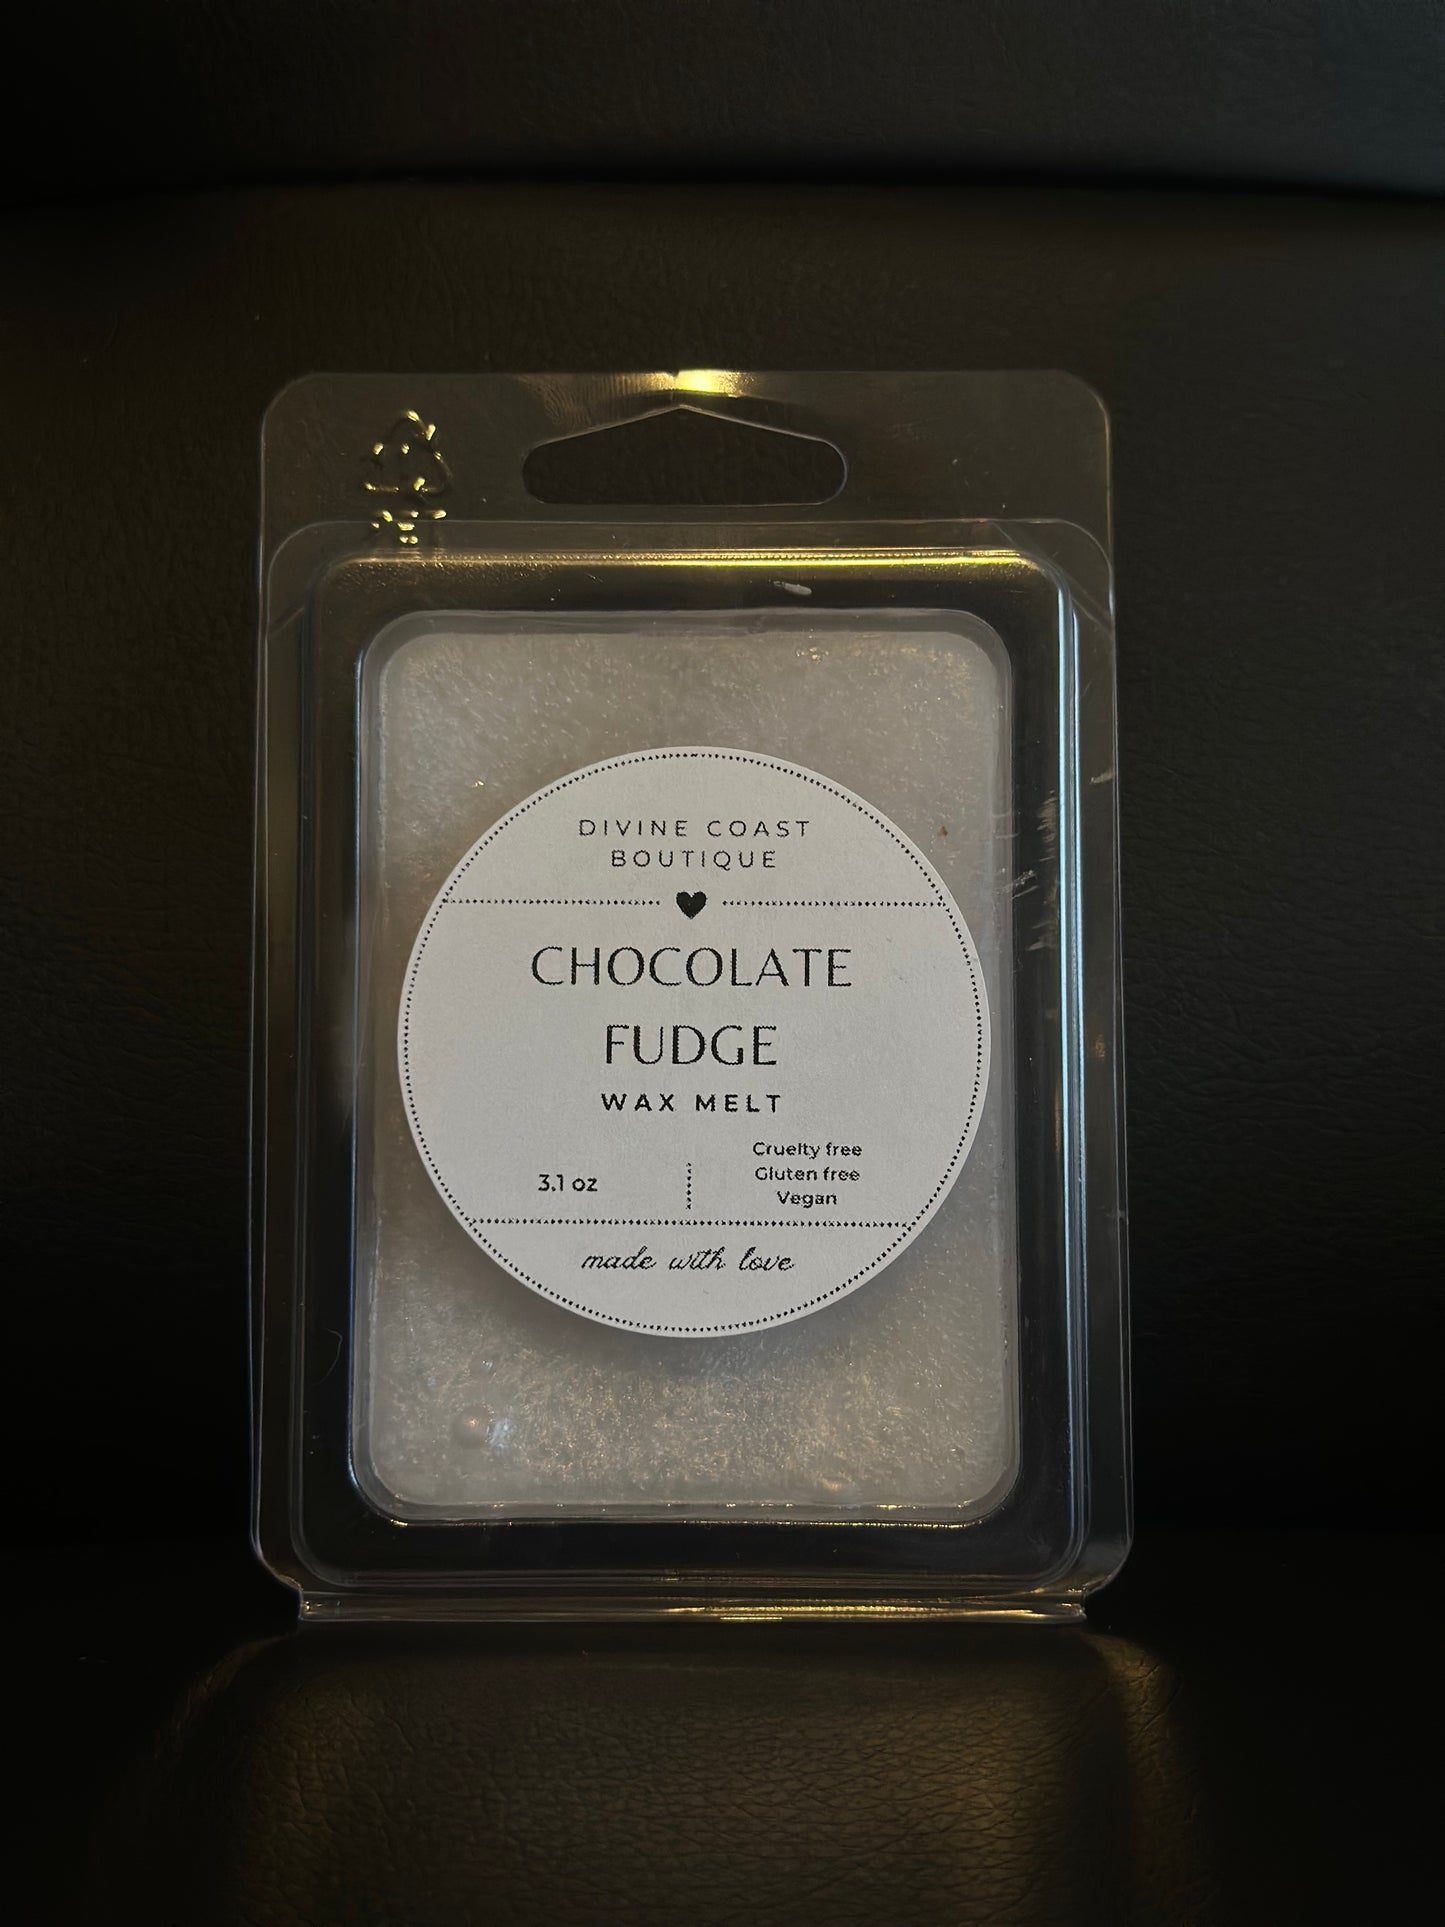 DIVINE COAST
BOUTIQUE
CHOCOLATE
FUDGE
WAX MELT
3.1 oz
Cruelty free
Gluten free
Vegan
made with love